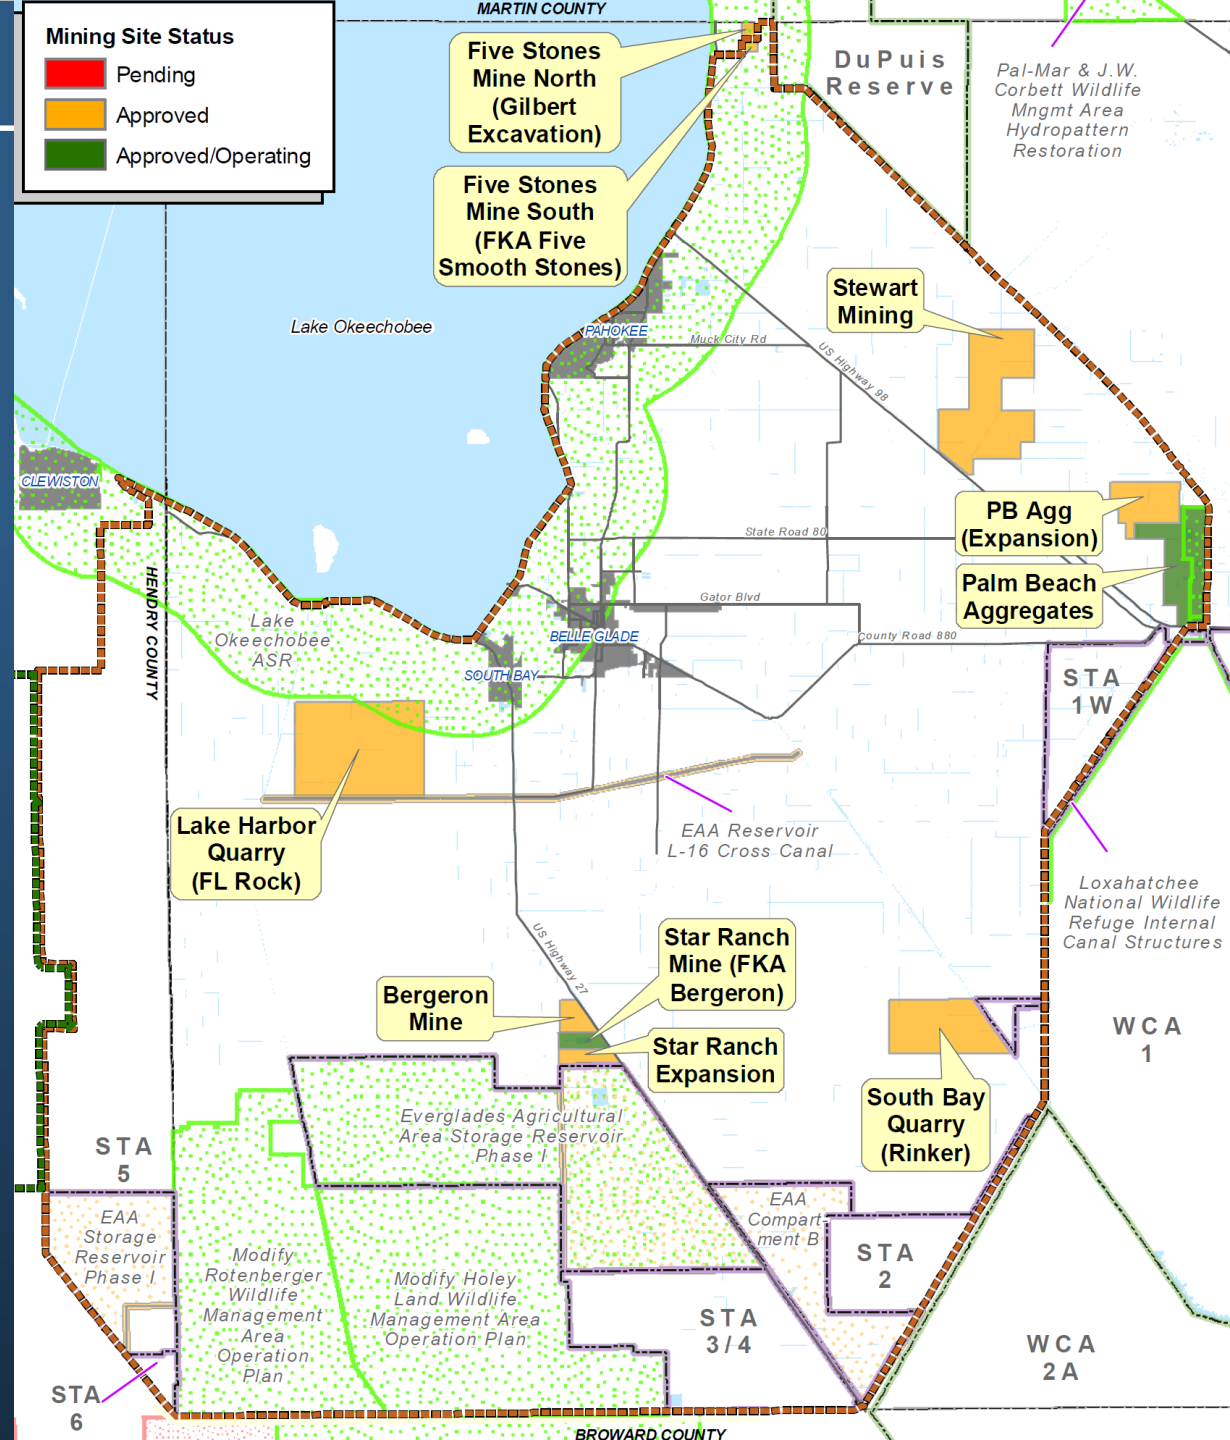 MARTIN COUNTY
Mining Site Status
Pending
Approved
Approved/Operating
Five Stones
Mine North
(Gilbert
Excavation)
Five Stones
Mine South
(FKA Five
Smooth Stones)
DuPuis
Reserve
Pal-Mar & J.W.
Corbett Wildlife
Mngmt Area
Hydropattern
Restoration
Stewart
Mining
Lake Okeechobee
PAHOKEE
Muck City Rd
US Highway 98
CLEWISTON
PB Agg
(Expansion)
State Road 80
Palm Beach
Aggregates
HENDRY COUNTY
Gator Blvd
Lake
Okeechobee
ASR
BELLE GLADE
County Road 880
SOUTH BAY
STA
1W
Lake Harbor
Quarry
(FL Rock)
EAA Reservoir
L-16 Cross Canal
Loxahatchee
National Wildlife
Refuge Internal
Canal Structures
US Highway 27
Star Ranch
Mine (FKA
Bergeron)
Bergeron
Mine
Star Ranch
Expansion
WCA
1
South Bay
Quarry
(Rinker)
Everglades Agricultural
Area Storage Reservoir
Phase I
STA
5
EAA
Storage
Reservoir
Phase I
EAA
Compart-
ment B
STA
2
Modify
Rotenberger
Wildlife
Management
Area
Operation
Plan
Modify Holey
Land Wildlife
Management Area
Operation Plan
STA
3/4
WCA
2A
STA
6
BROWARD COUNTY